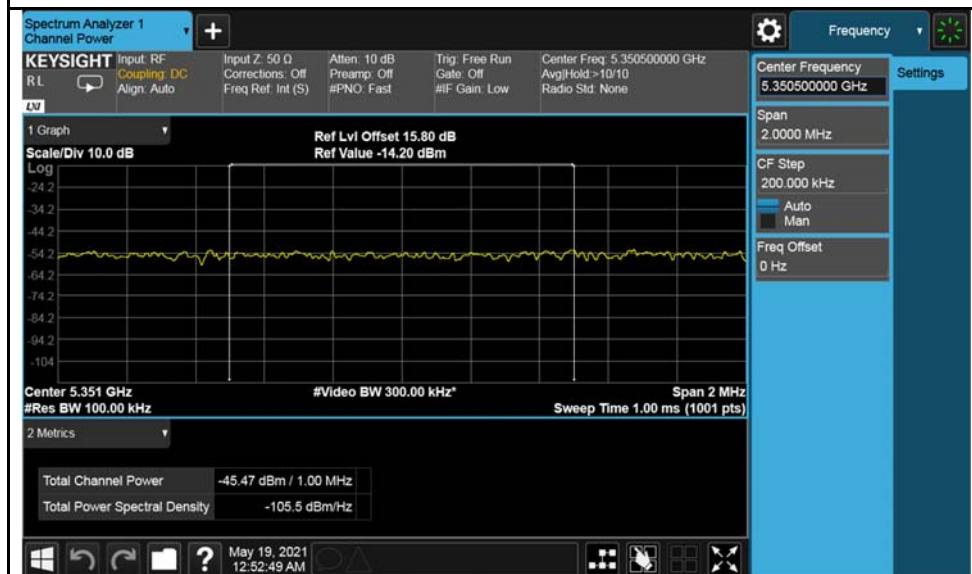 Spectrum Analyzer 1
Channel Power
+
Frequency
KEYSIGHT
RL
LXI
Input: RF
Coupling: DC
Align: Auto
Input Z: 50 Ω
Corrections: Off
Freq Ref: Int (S)
Atten: 10 dB
Preamp: Off
#PNO: Fast
Trig: Free Run
Gate: Off
#IF Gain: Low
Center Freq: 5.350500000 GHz
Avg|Hold:>10/10
Radio Std: None
Center Frequency
5.350500000 GHz
Settings
Span
2.0000 MHz
CF Step
200.000 kHz
Auto
Man
Freq Offset
0 Hz
1 Graph
Scale/Div 10.0 dB
Ref Lvl Offset 15.80 dB
Ref Value -14.20 dBm
Log
-24.2
-34.2
-44.2
-54.2
-64.2
-74.2
-84.2
-94.2
-104
Center 5.351 GHz
#Res BW 100.00 kHz
#Video BW 300.00 kHz*
Span 2 MHz
Sweep Time 1.00 ms (1001 pts)
2 Metrics
Total Channel Power -45.47 dBm / 1.00 MHz
Total Power Spectral Density -105.5 dBm/Hz
?
May 19, 2021
12:52:49 AM